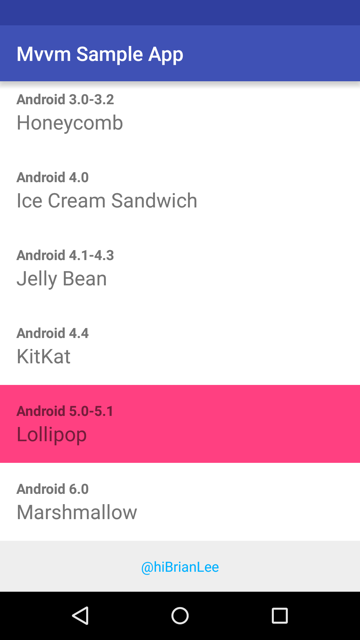 Mvvm Sample App
Android 3.0-3.2
Honeycomb
Android 4.0
Ice Cream Sandwich
Android 4.1-4.3
Jelly Bean
Android 4.4
KitKat
Android 5.0-5.1
Lollipop
Android 6.0
Marshmallow
@hiBrianLee